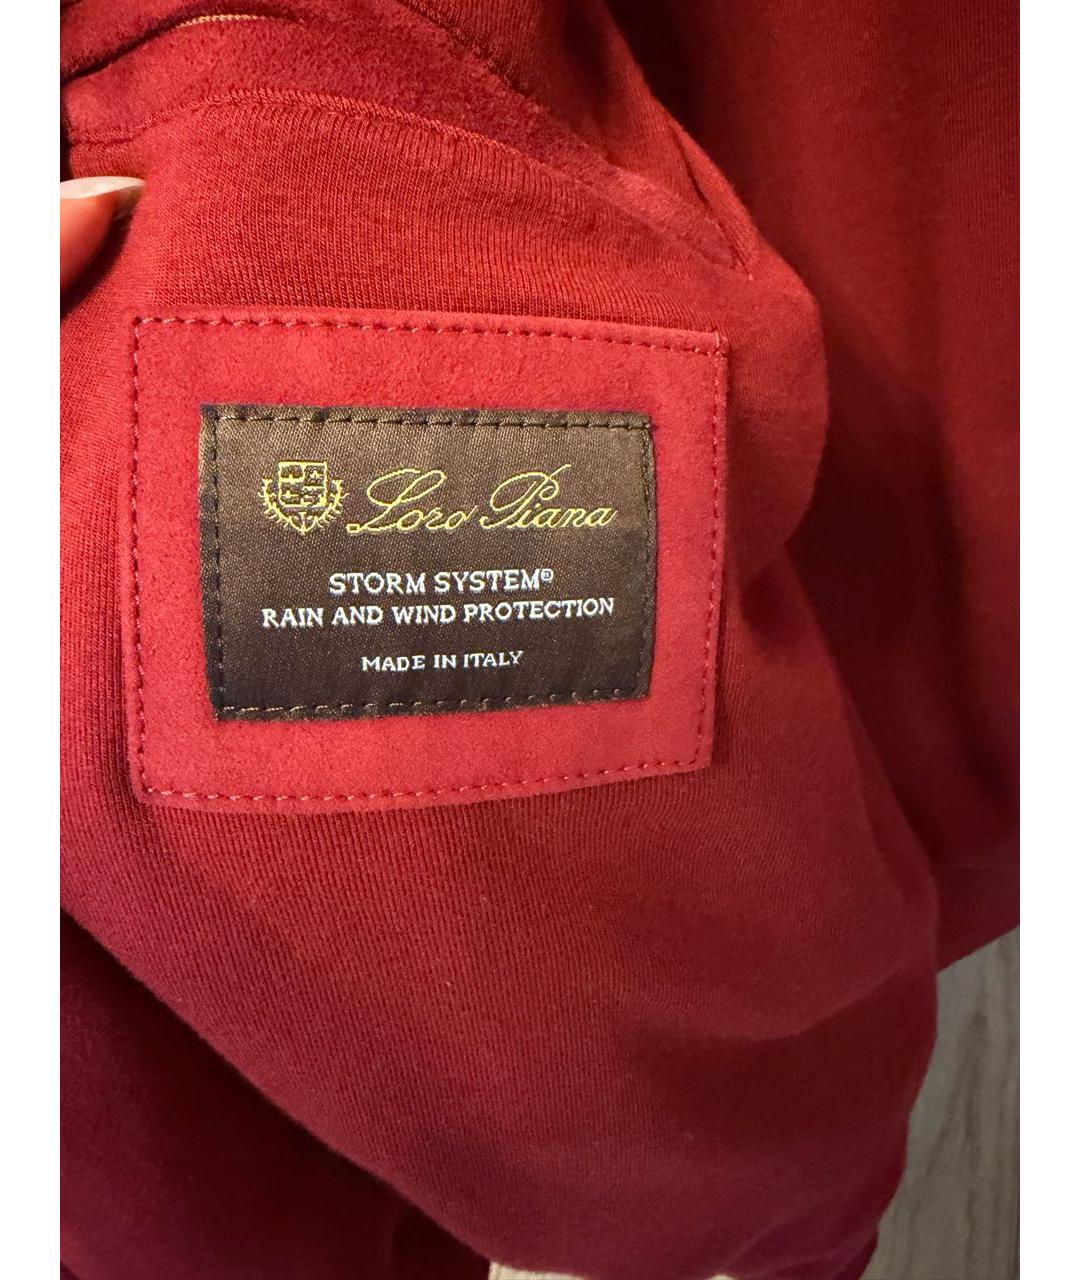 Loro Piana
STORM SYSTEM®
RAIN AND WIND PROTECTION
MADE IN ITALY